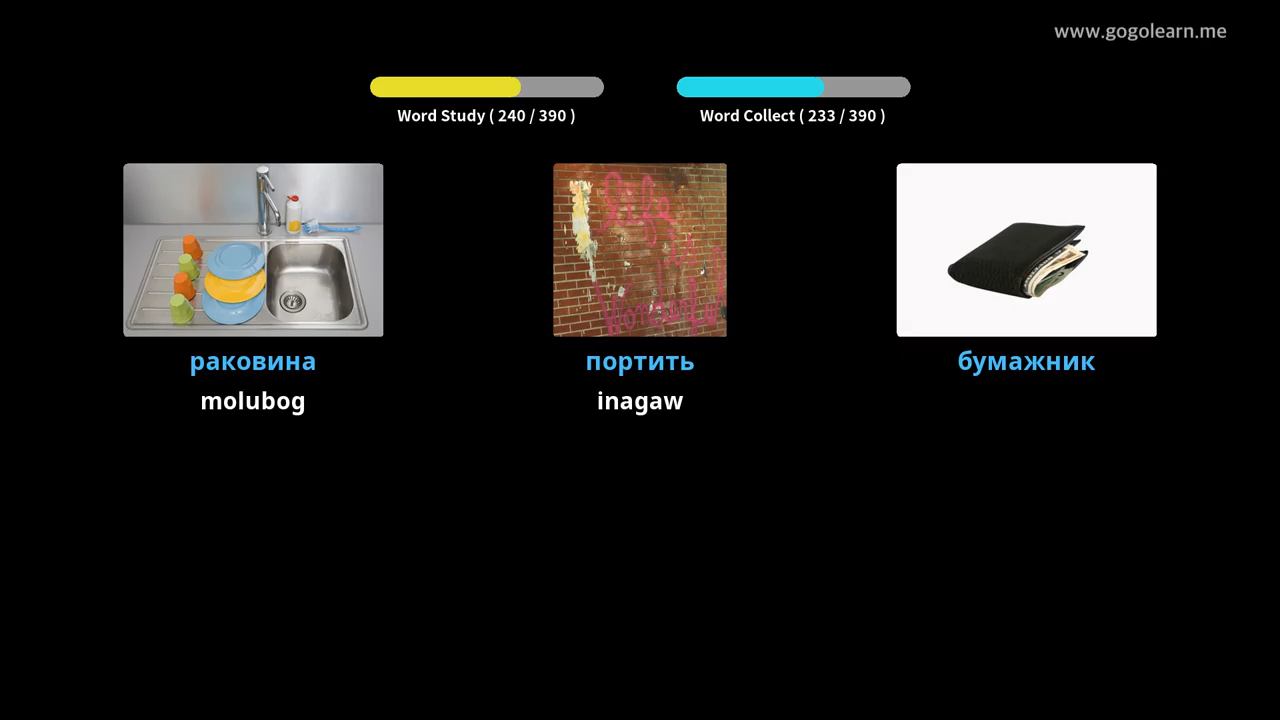 www.gogolearn.me
Word Study ( 240 / 390 )
Word Collect ( 233 / 390 )
раковина
портить
бумажник
molubog
inagaw